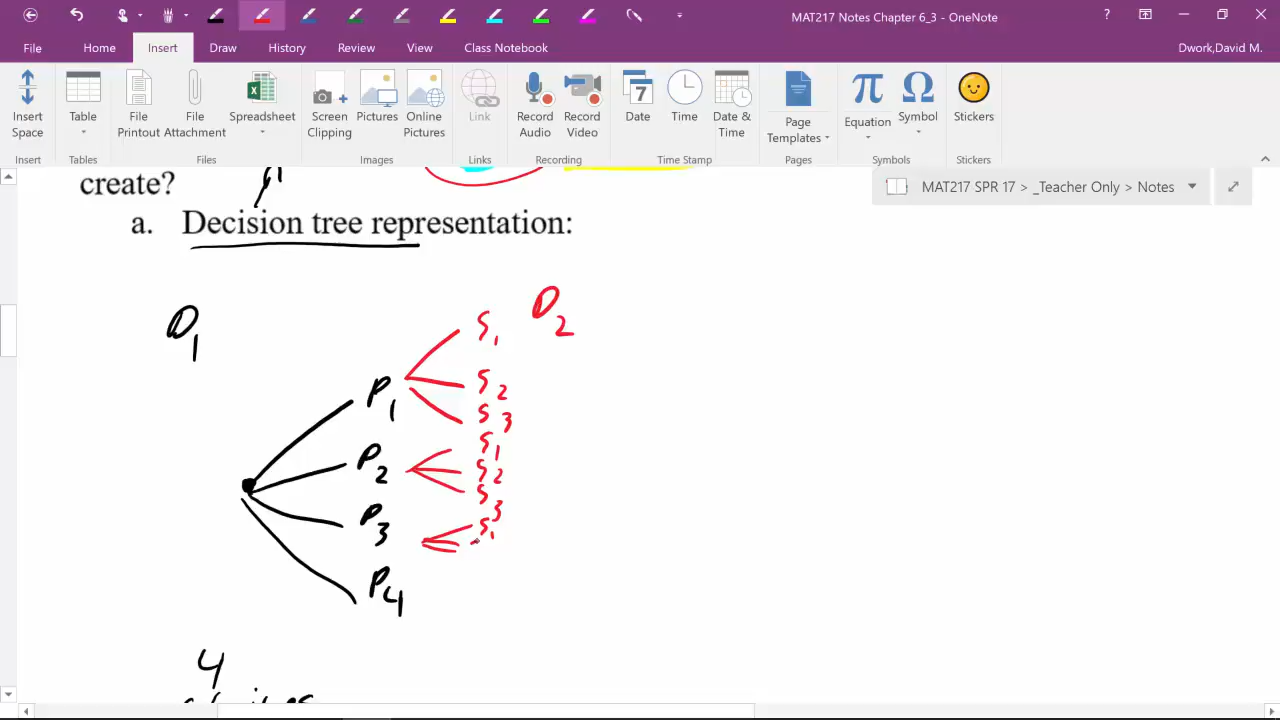 MAT217 Notes Chapter 6_3 - OneNote
?
File Home Insert Draw History Review View Class Notebook Dwork,David M.
Insert Space
Table
File Printout
File Attachment
Spreadsheet
Screen Clipping
Pictures
Online Pictures
Link
Record Audio
Record Video
Date
Time
Date & Time
Page Templates
π Equation
Ω Symbol
Stickers
Insert Tables Files Images Links Recording Time Stamp Pages Symbols Stickers
MAT217 SPR 17 > _Teacher Only > Notes
create?
a. Decision tree representation:
D1 D2
S1
P1 S2
S3
S1
P2 S2
S3
P3 S1
P4
4